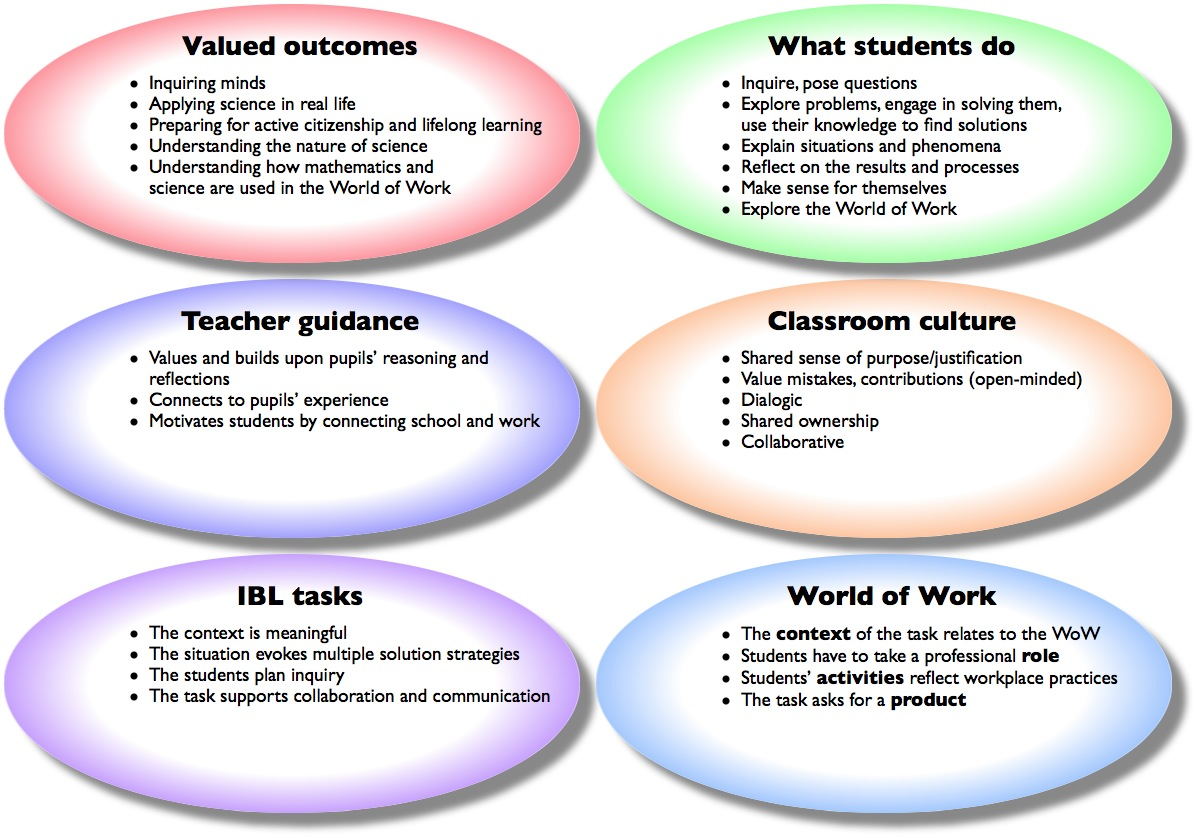 Valued outcomes
• Inquiring minds
• Applying science in real life
• Preparing for active citizenship and lifelong learning
• Understanding the nature of science
• Understanding how mathematics and
science are used in the World of Work
What students do
• Inquire, pose questions
• Explore problems, engage in solving them,
use their knowledge to find solutions
• Explain situations and phenomena
• Reflect on the results and processes
• Make sense for themselves
• Explore the World of Work
Teacher guidance
• Values and builds upon pupils’ reasoning and
reflections
• Connects to pupils’ experience
• Motivates students by connecting school and work
Classroom culture
• Shared sense of purpose/justification
• Value mistakes, contributions (open-minded)
• Dialogic
• Shared ownership
• Collaborative
IBL tasks
• The context is meaningful
• The situation evokes multiple solution strategies
• The students plan inquiry
• The task supports collaboration and communication
World of Work
• The context of the task relates to the WoW
• Students have to take a professional role
• Students’ activities reflect workplace practices
• The task asks for a product